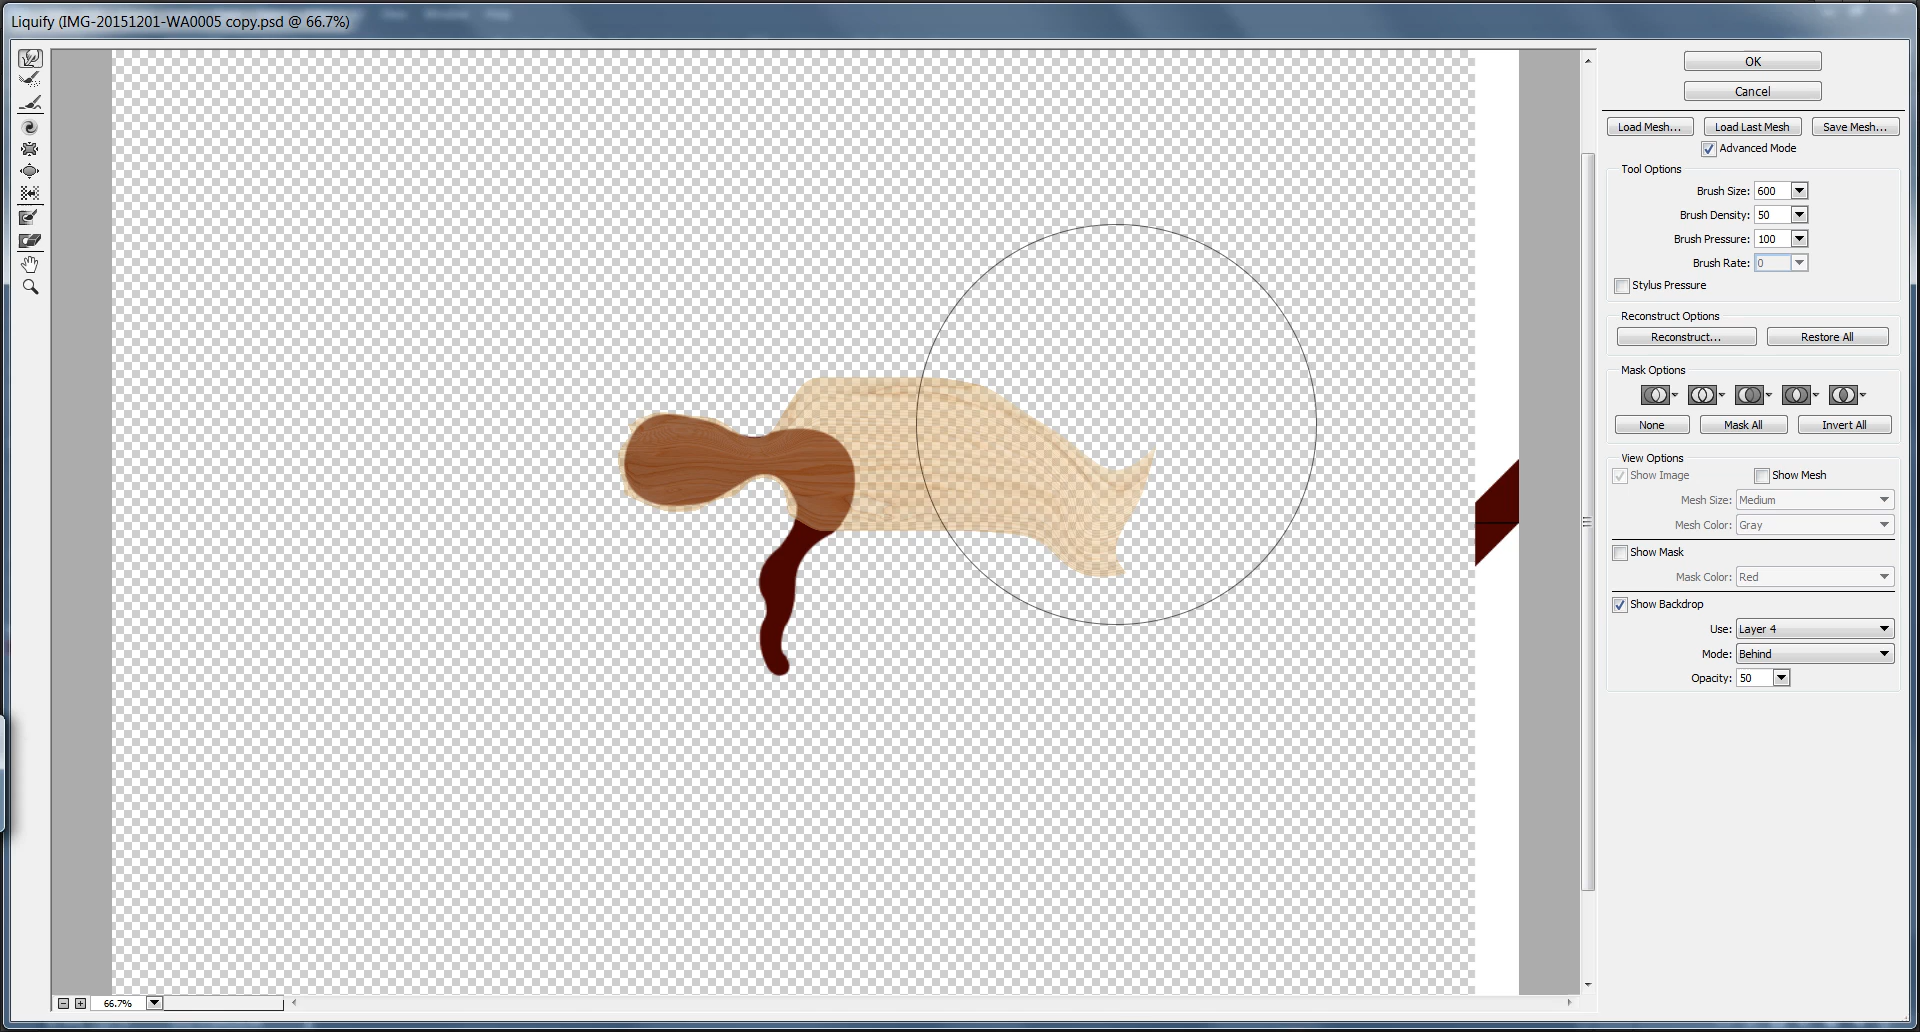 Liquify (IMG-20151201-WA0005 copy.psd @ 66.7%)
OK
Cancel
Load Mesh... Load Last Mesh Save Mesh...
Advanced Mode
Tool Options
Brush Size: 600
Brush Density: 50
Brush Pressure: 100
Brush Rate: 0
Stylus Pressure
Reconstruct Options
Reconstruct... Restore All
Mask Options
None Mask All Invert All
View Options
Show Image Show Mesh
Mesh Size: Medium
Mesh Color: Gray
Show Mask
Mask Color: Red
Show Backdrop
Use: Layer 4
Mode: Behind
Opacity: 50
66.7%